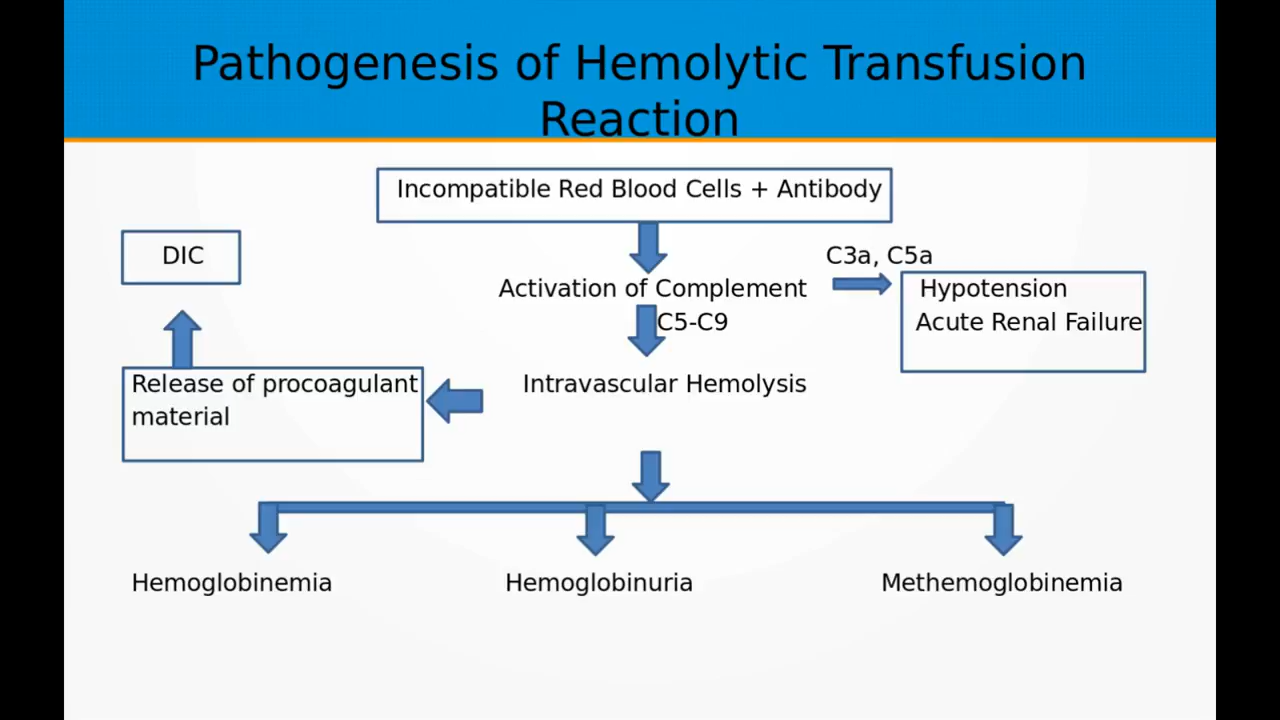 Pathogenesis of Hemolytic Transfusion
Reaction
Incompatible Red Blood Cells + Antibody
DIC
C3a, C5a
Activation of Complement
Hypotension
C5-C9
Acute Renal Failure
Release of procoagulant
material
Intravascular Hemolysis
Hemoglobinemia
Hemoglobinuria
Methemoglobinemia